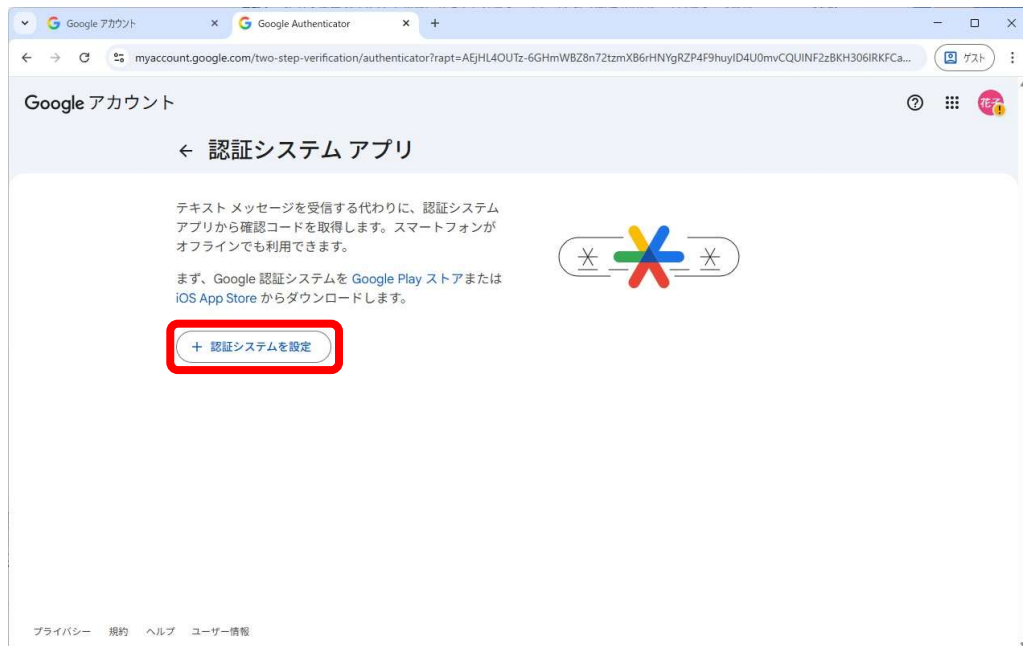 Google アカウント
Google Authenticator
myaccount.google.com/two-step-verification/authenticator?rapt=AEjHL4OUTz-6GHmWBZ8n72tzmXB6rHNYgRZP4F9huyID4U0mvCQUINF2zBKH306IRKFCa...
ゲスト
Google アカウント
花子
認証システム アプリ
テキスト メッセージを受信する代わりに、認証システム
アプリから確認コードを取得します。スマートフォンが
オフラインでも利用できます。
まず、Google 認証システムを Google Play ストアまたは
iOS App Store からダウンロードします。
+ 認証システムを設定
プライバシー 規約 ヘルプ ユーザー情報